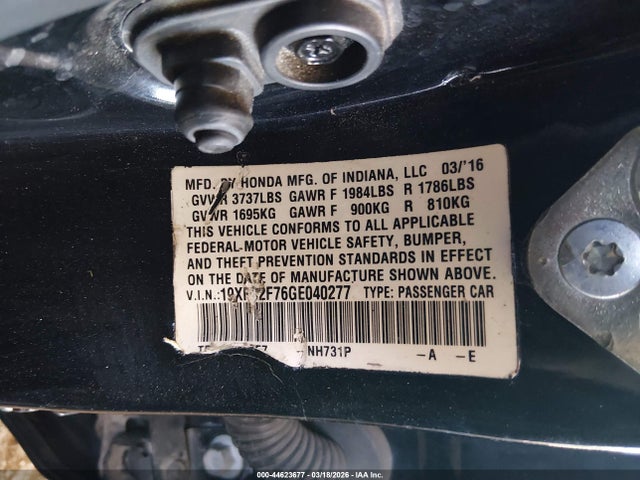 MFD. BY HONDA MFG. OF INDIANA, LLC 03/'16
GVWR 3737LBS GAWR F 1984LBS R 1786LBS
GVWR 1695KG GAWR F 900KG R 810KG
THIS VEHICLE CONFORMS TO ALL APPLICABLE
FEDERAL-MOTOR VEHICLE SAFETY, BUMPER,
AND THEFT PREVENTION STANDARDS IN EFFECT
ON THE DATE OF MANUFACTURE SHOWN ABOVE.
V.I.N.: TYPE: PASSENGER CAR
NH731P -A -E
000-44623677 - 03/18/2026 - IAA Corp.